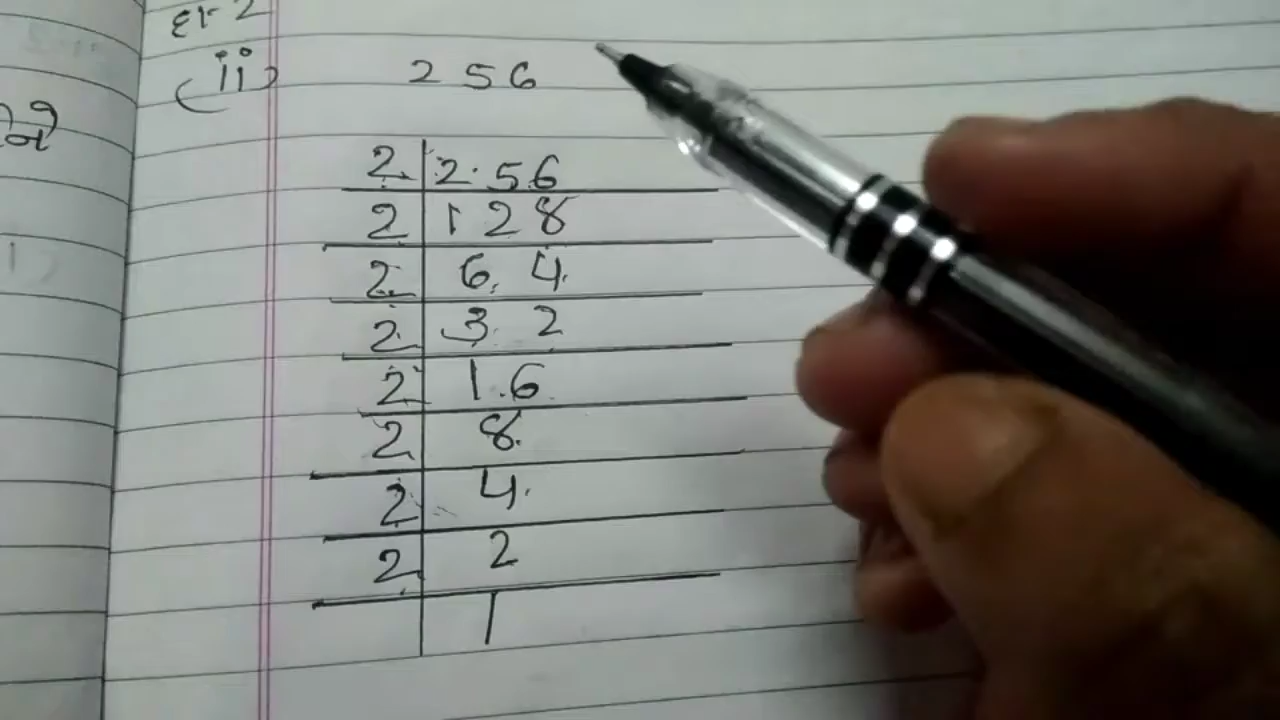 (ii) 256
2 | 256
2 | 128
2 | 64
2 | 32
2 | 16
2 | 8
2 | 4
2 | 2
| 1